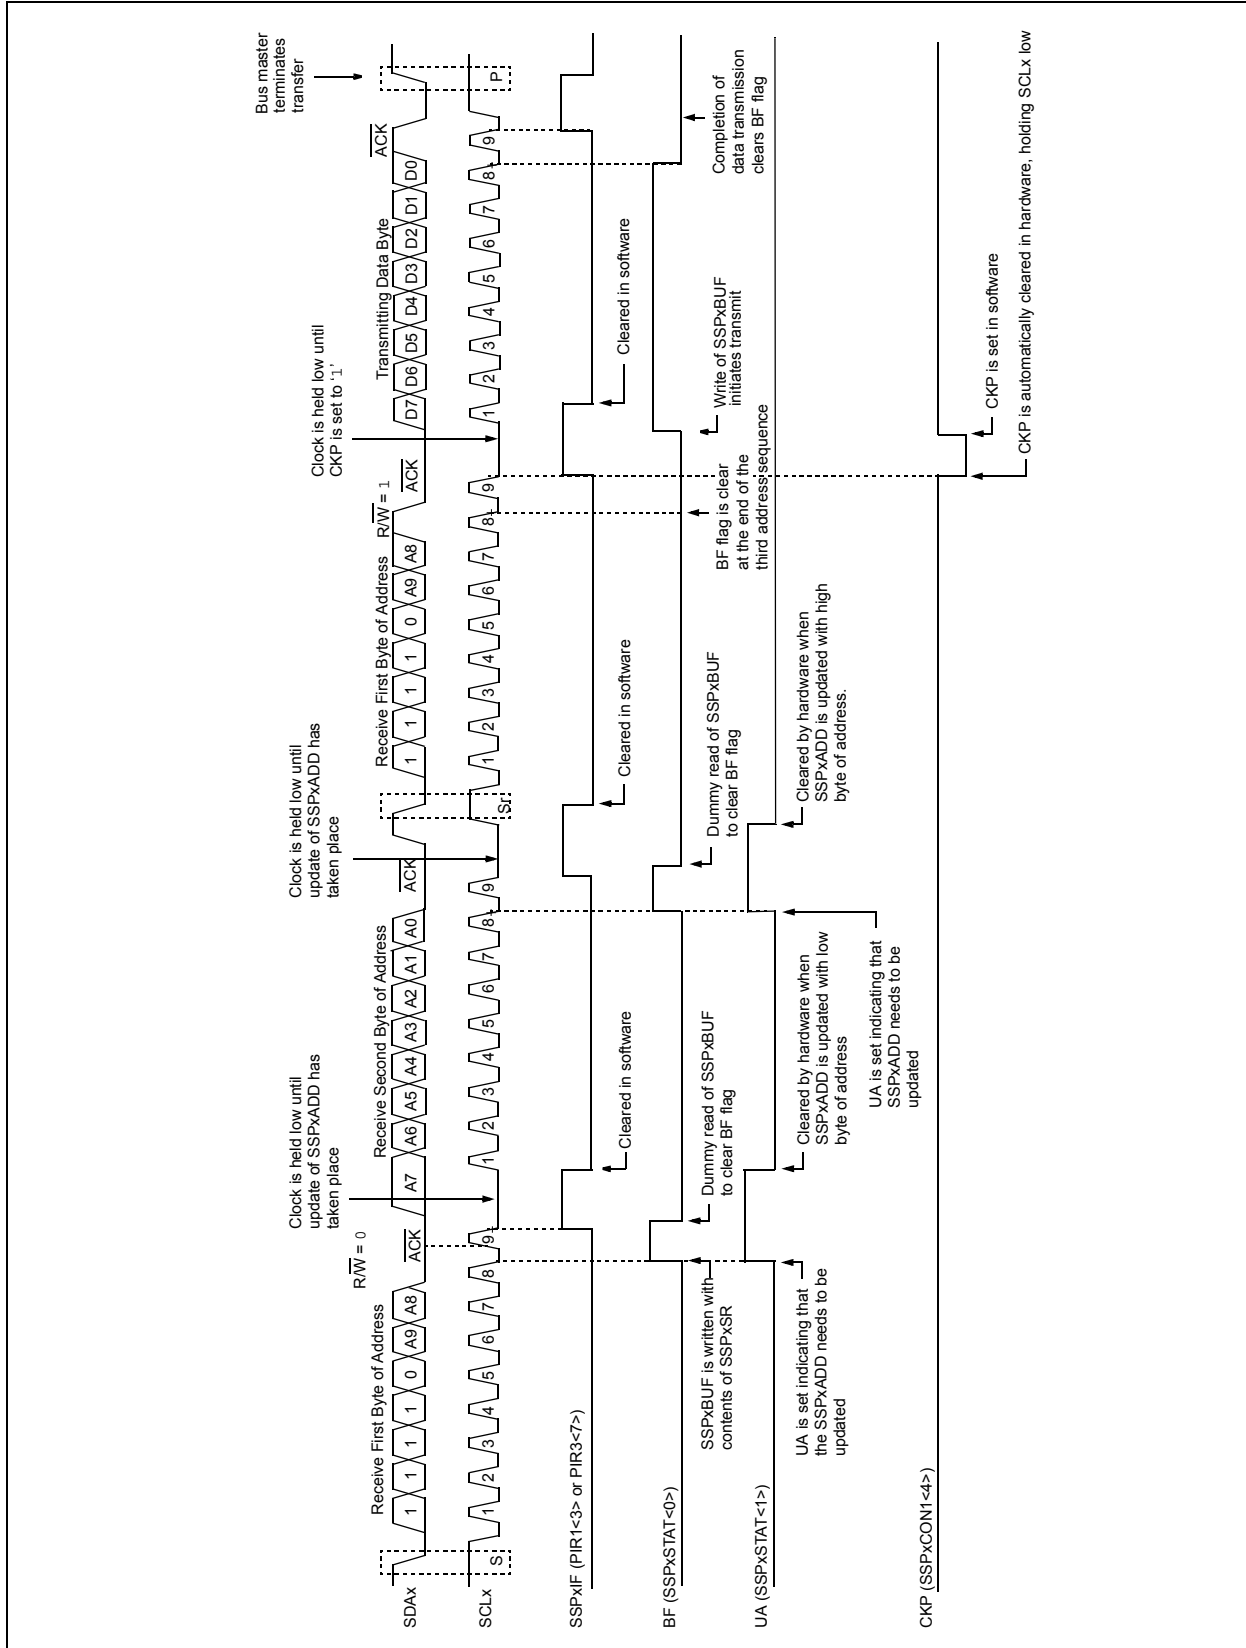 Bus master
terminates
transfer
Clock is held low until
update of SSPxADD has
taken place
Clock is held low until
update of SSPxADD has
taken place
Clock is held low until
CKP is set to ‘1’
R/W = 0
R/W = 1
Receive First Byte of Address
Receive Second Byte of Address
Receive First Byte of Address
Transmitting Data Byte
ACK
ACK
ACK
ACK
SDAx
1 1 1 1 0 A9 A8
A7 A6 A5 A4 A3 A2 A1 A0
1 1 1 1 0 A9 A8
D7 D6 D5 D4 D3 D2 D1 D0
SCLx
S
1 2 3 4 5 6 7 8 9
1 2 3 4 5 6 7 8 9
Sr
1 2 3 4 5 6 7 8 9
1 2 3 4 5 6 7 8 9
P
SSPxIF (PIR1<3> or PIR3<7>)
Cleared in software
Cleared in software
Cleared in software
BF (SSPxSTAT<0>)
SSPxBUF is written with
contents of SSPxSR
Dummy read of SSPxBUF
to clear BF flag
Dummy read of SSPxBUF
to clear BF flag
BF flag is clear
at the end of the
third address sequence
Write of SSPxBUF
initiates transmit
Completion of
data transmission
clears BF flag
UA (SSPxSTAT<1>)
UA is set indicating that
the SSPxADD needs to be
updated
Cleared by hardware when
SSPxADD is updated with low
byte of address
UA is set indicating that
SSPxADD needs to be
updated
Cleared by hardware when
SSPxADD is updated with high
byte of address.
CKP (SSPxCON1<4>)
CKP is set in software
CKP is automatically cleared in hardware, holding SCLx low